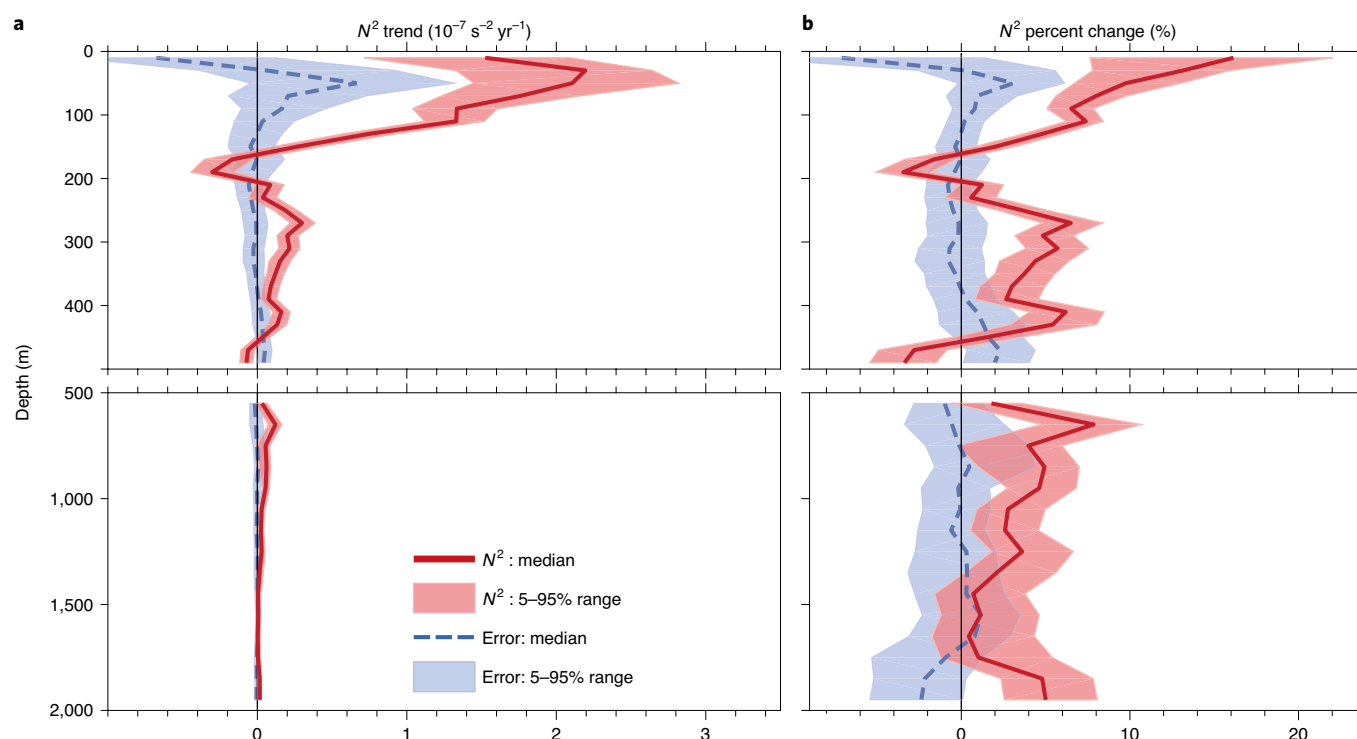 a
N² trend (10⁻⁷ s⁻² yr⁻¹)
b
N² percent change (%)
0
100
200
300
400
500
1,000
1,500
2,000
Depth (m)
N² : median
N² : 5–95% range
Error: median
Error: 5–95% range
0 1 2 3
0 10 20